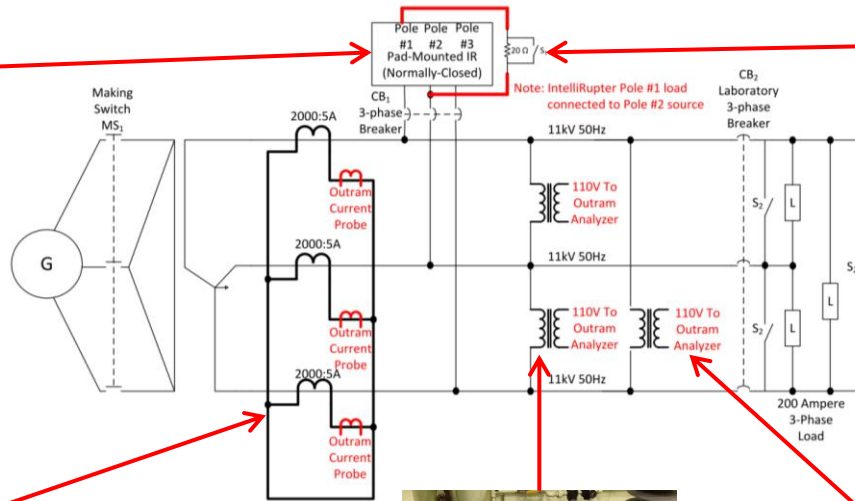 Pole Pole Pole
#1 #2 #3
Pad-Mounted IR
(Normally-Closed)
20 Ω
S₁
Note: IntelliRupter Pole #1 load
connected to Pole #2 source
CB₂
Laboratory
3-phase
Breaker
Making
Switch
MS₁
2000:5A
CB₁
3-phase
Breaker
11kV 50Hz
Outram
Current
Probe
110V To
Outram
Analyzer
S₂
L
G
2000:5A
11kV 50Hz
Outram
Current
Probe
110V To
Outram
Analyzer
110V To
Outram
Analyzer
S₂
L
L
S
2000:5A
11kV 50Hz
Outram
Current
Probe
200 Ampere
3-Phase
Load